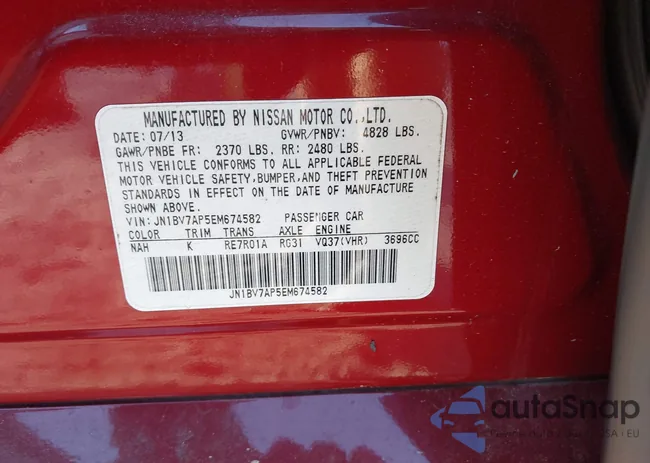 MANUFACTURED BY NISSAN MOTOR CO.,LTD.
DATE: 07/13 GVWR/PNBV: 4828 LBS.
GAWR/PNBE FR: 2370 LBS. RR: 2480 LBS.
THIS VEHICLE CONFORMS TO ALL APPLICABLE FEDERAL
MOTOR VEHICLE SAFETY,BUMPER,AND THEFT PREVENTION
STANDARDS IN EFFECT ON THE DATE OF MANUFACTURE
SHOWN ABOVE.
VIN: JN1BV7AP5EM674582 PASSENGER CAR
COLOR TRIM TRANS AXLE ENGINE
NAH K RE7R01A RG31 VQ37(VHR) 3696CC
JN1BV7AP5EM674582
autoSnap
EU